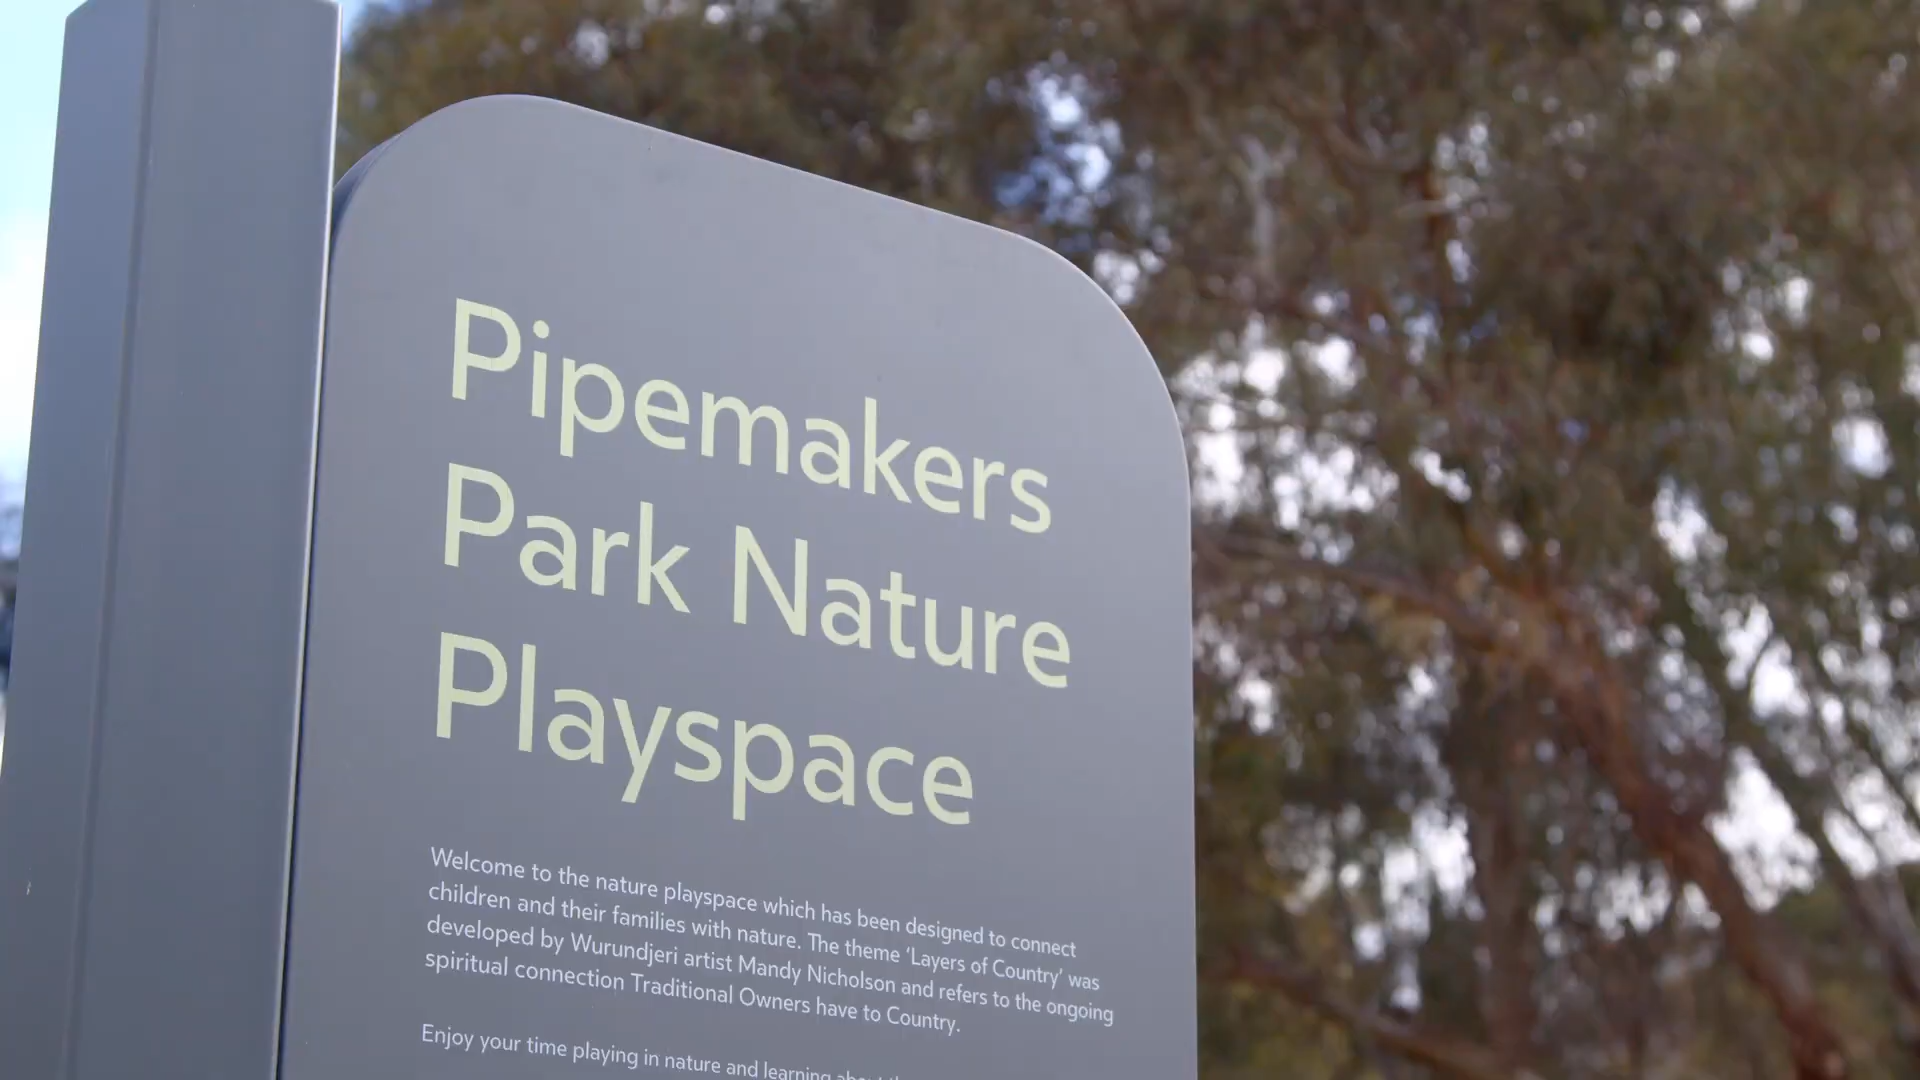 Pipemakers
Park Nature
Playspace
Welcome to the nature playspace which has been designed to connect
children and their families with nature. The theme ‘Layers of Country’ was
developed by Wurundjeri artist Mandy Nicholson and refers to the ongoing
spiritual connection Traditional Owners have to Country.
Enjoy your time playing in nature and learning about